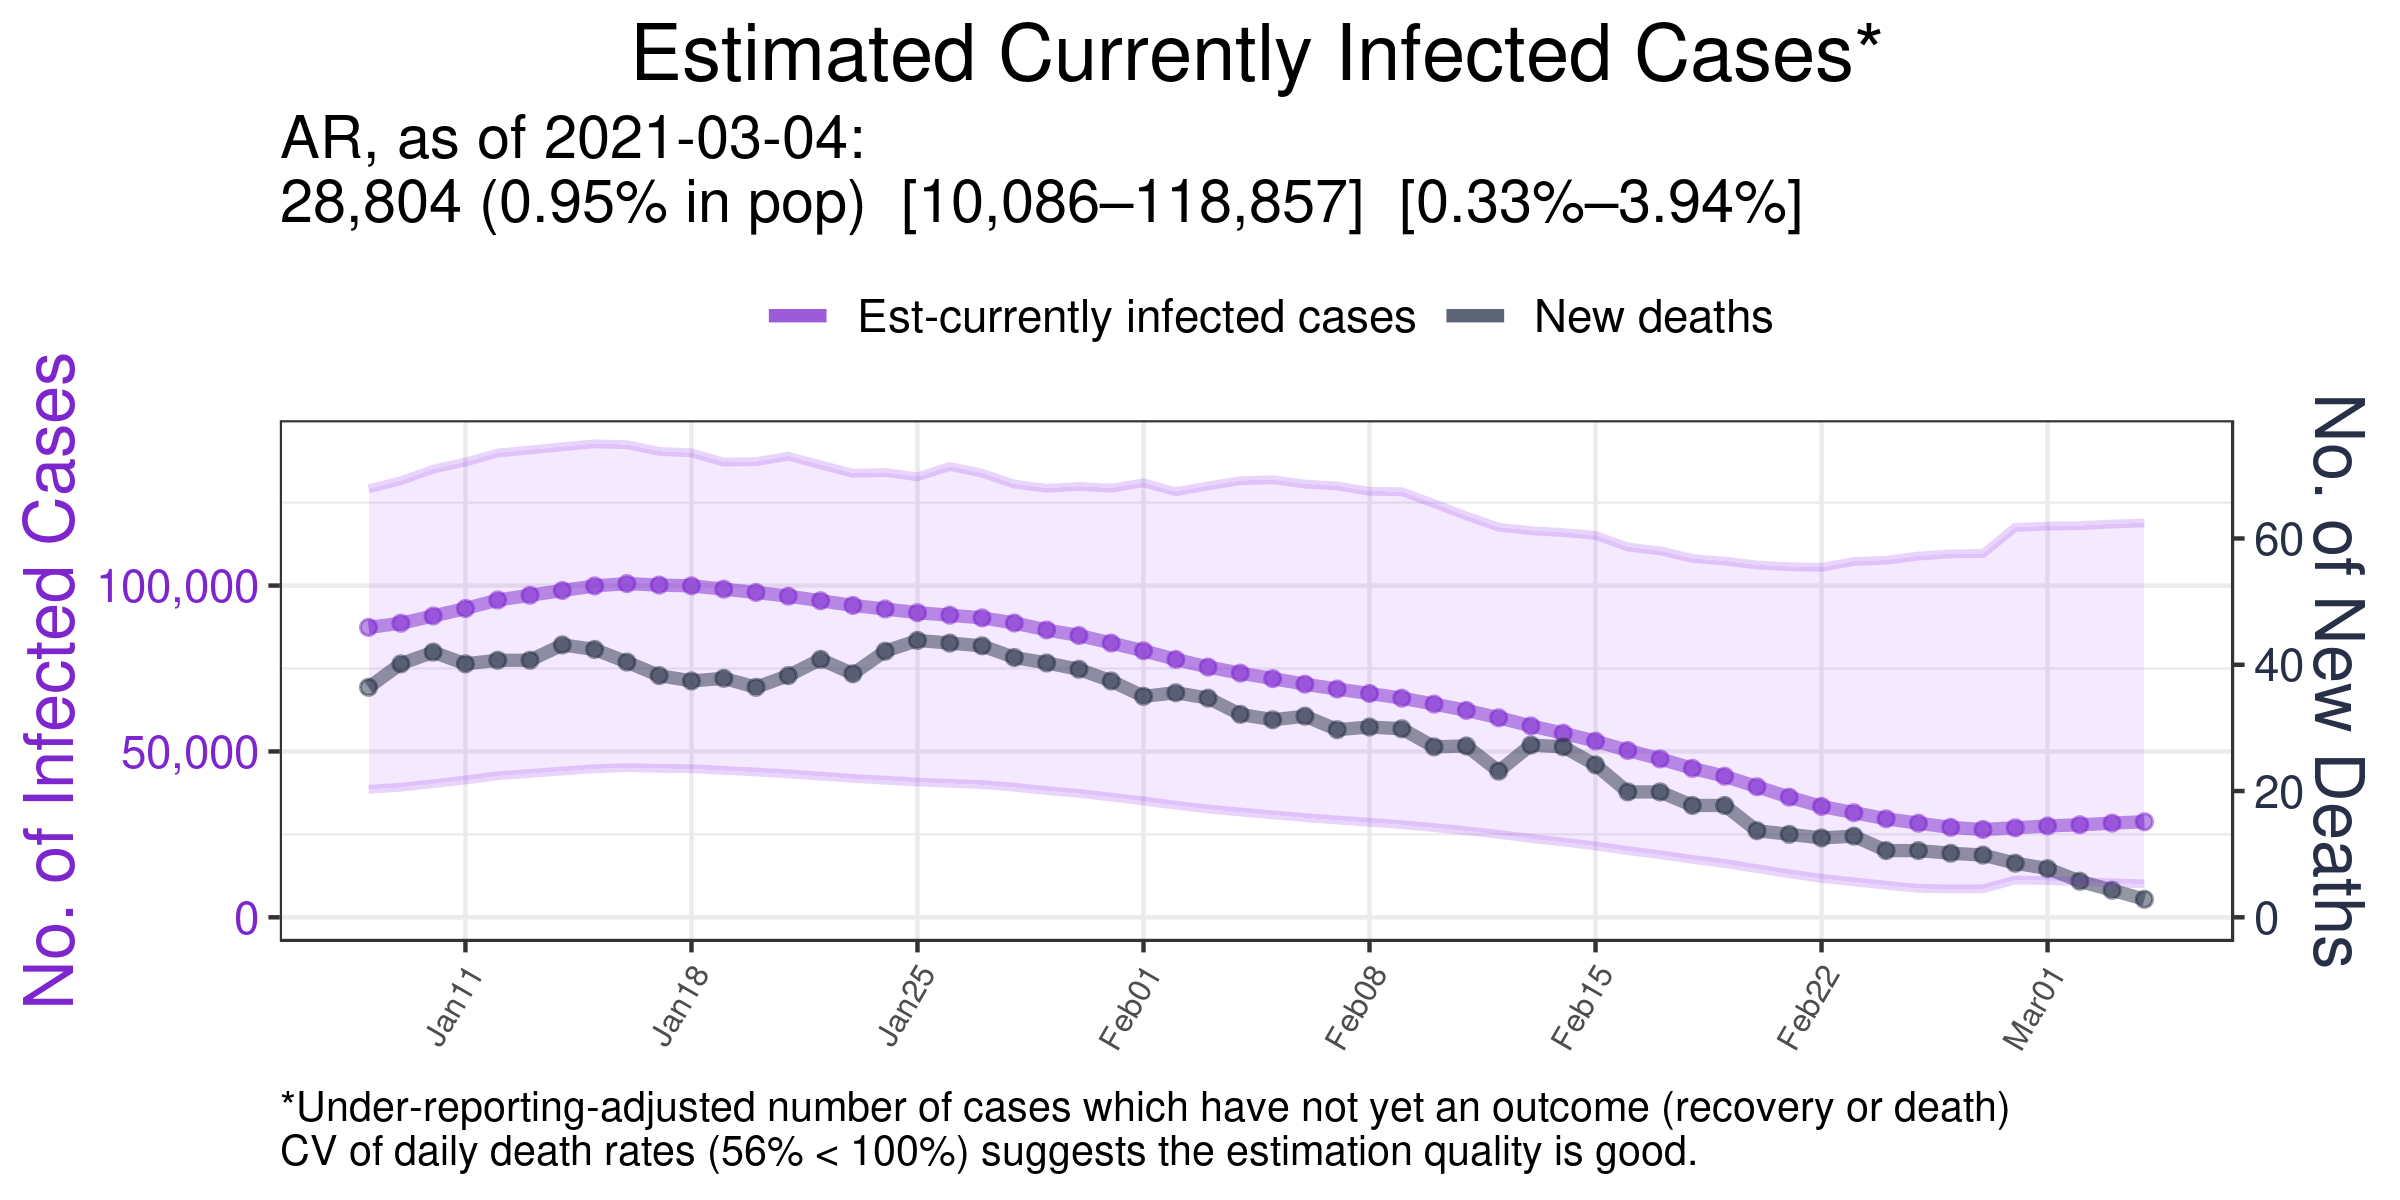 Estimated Currently Infected Cases*
AR, as of 2021-03-04:
28,804 (0.95% in pop)  [10,086–118,857]  [0.33%–3.94%]
Est-currently infected cases
New deaths
No. of Infected Cases
100,000
50,000
0
No. of New Deaths
60
40
20
0
Jan11
Jan18
Jan25
Feb01
Feb08
Feb15
Feb22
Mar01
*Under-reporting-adjusted number of cases which have not yet an outcome (recovery or death)
CV of daily death rates (56% < 100%) suggests the estimation quality is good.